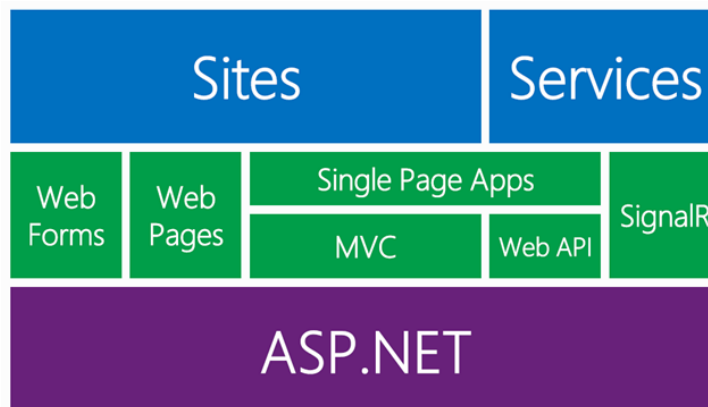 Sites
Services
Web
Forms
Web
Pages
Single Page Apps
MVC
Web API
SignalR
ASP.NET